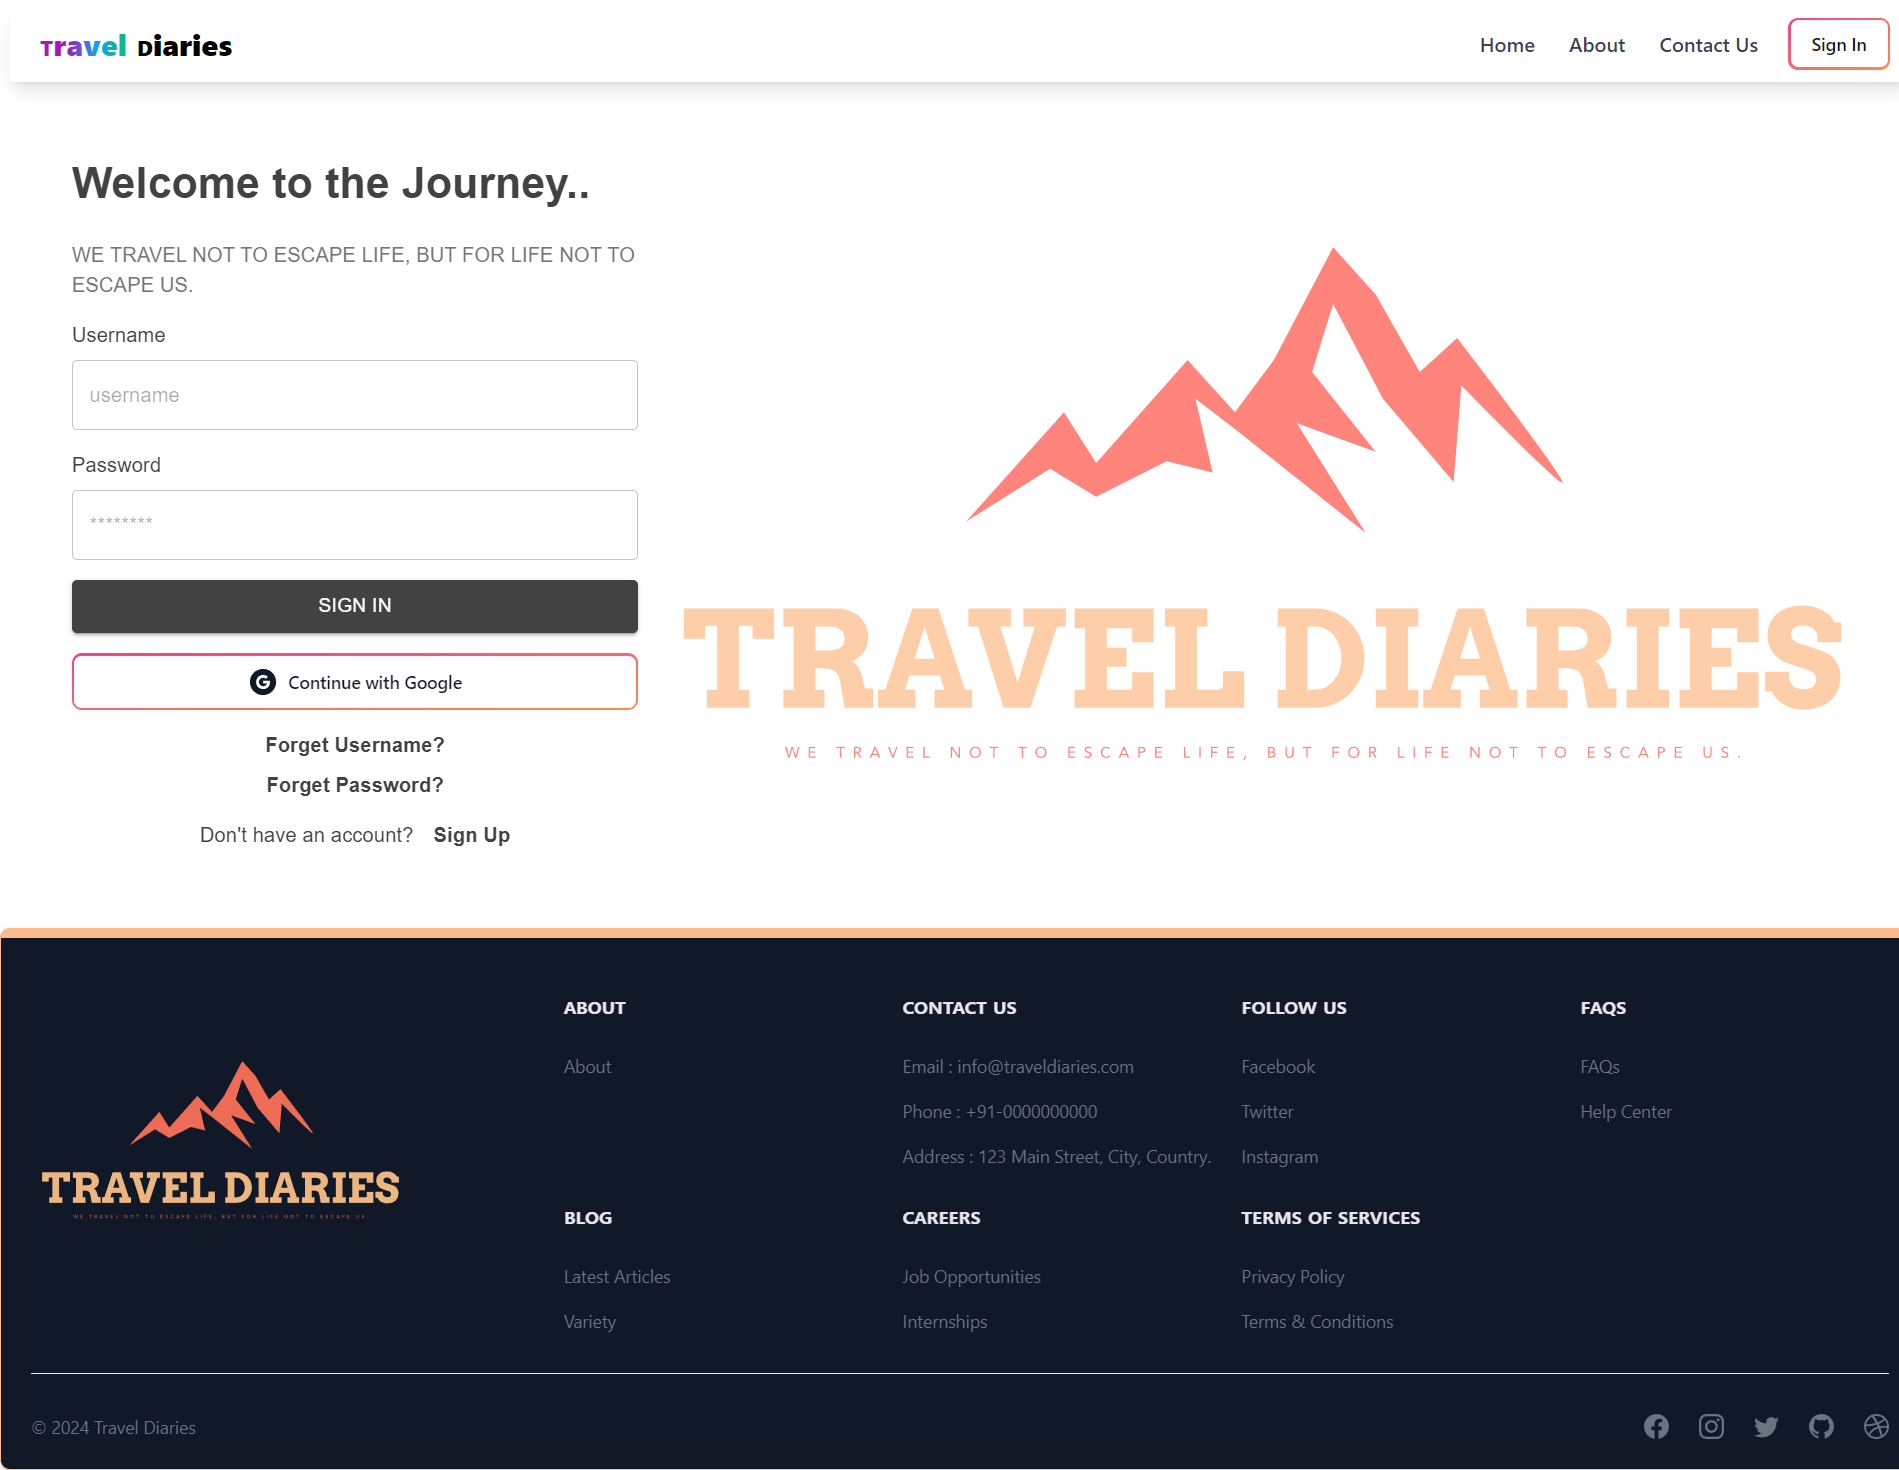 Travel Diaries
Home
About
Contact Us
Sign In
Welcome to the Journey..
WE TRAVEL NOT TO ESCAPE LIFE, BUT FOR LIFE NOT TO
ESCAPE US.
Username
username
Password
********
SIGN IN
Continue with Google
Forget Username?
Forget Password?
Don't have an account? Sign Up
TRAVEL DIARIES
WE TRAVEL NOT TO ESCAPE LIFE, BUT FOR LIFE NOT TO ESCAPE US.
TRAVEL DIARIES
WE TRAVEL NOT TO ESCAPE LIFE, BUT FOR LIFE NOT TO ESCAPE US.
ABOUT
About
CONTACT US
Email : info@traveldiaries.com
Phone : +91-0000000000
Address : 123 Main Street, City, Country.
FOLLOW US
Facebook
Twitter
Instagram
FAQS
FAQs
Help Center
BLOG
Latest Articles
Variety
CAREERS
Job Opportunities
Internships
TERMS OF SERVICES
Privacy Policy
Terms & Conditions
© 2024 Travel Diaries